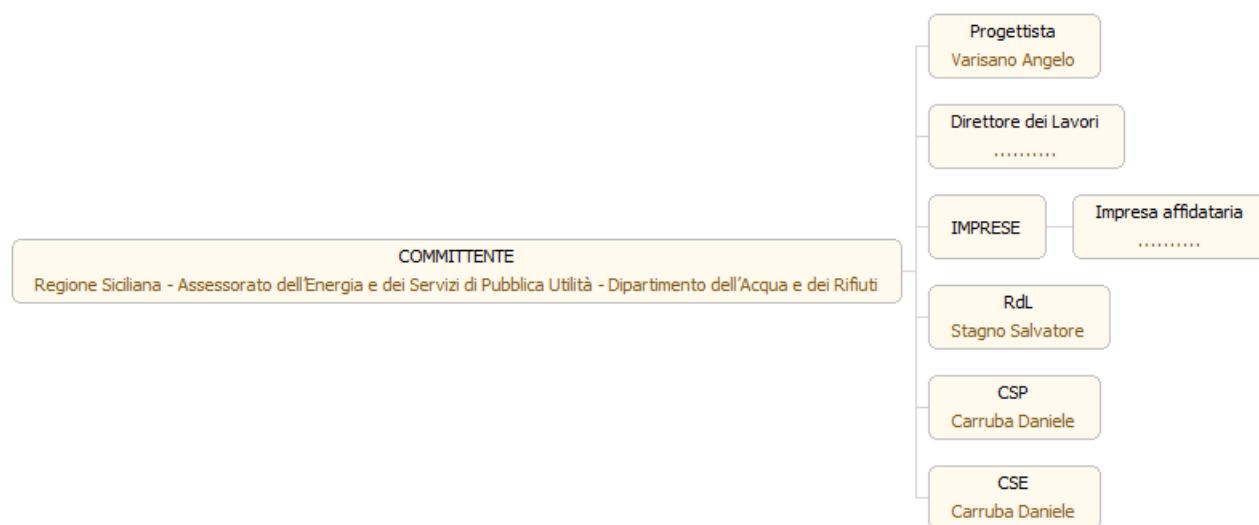 Progettista
Varisano Angelo
Direttore dei Lavori
..........
IMPRESE
Impresa affidataria
..........
COMMITTENTE
Regione Siciliana - Assessorato dell'Energia e dei Servizi di Pubblica Utilità - Dipartimento dell'Acqua e dei Rifiuti
RdL
Stagno Salvatore
CSP
Carruba Daniele
CSE
Carruba Daniele